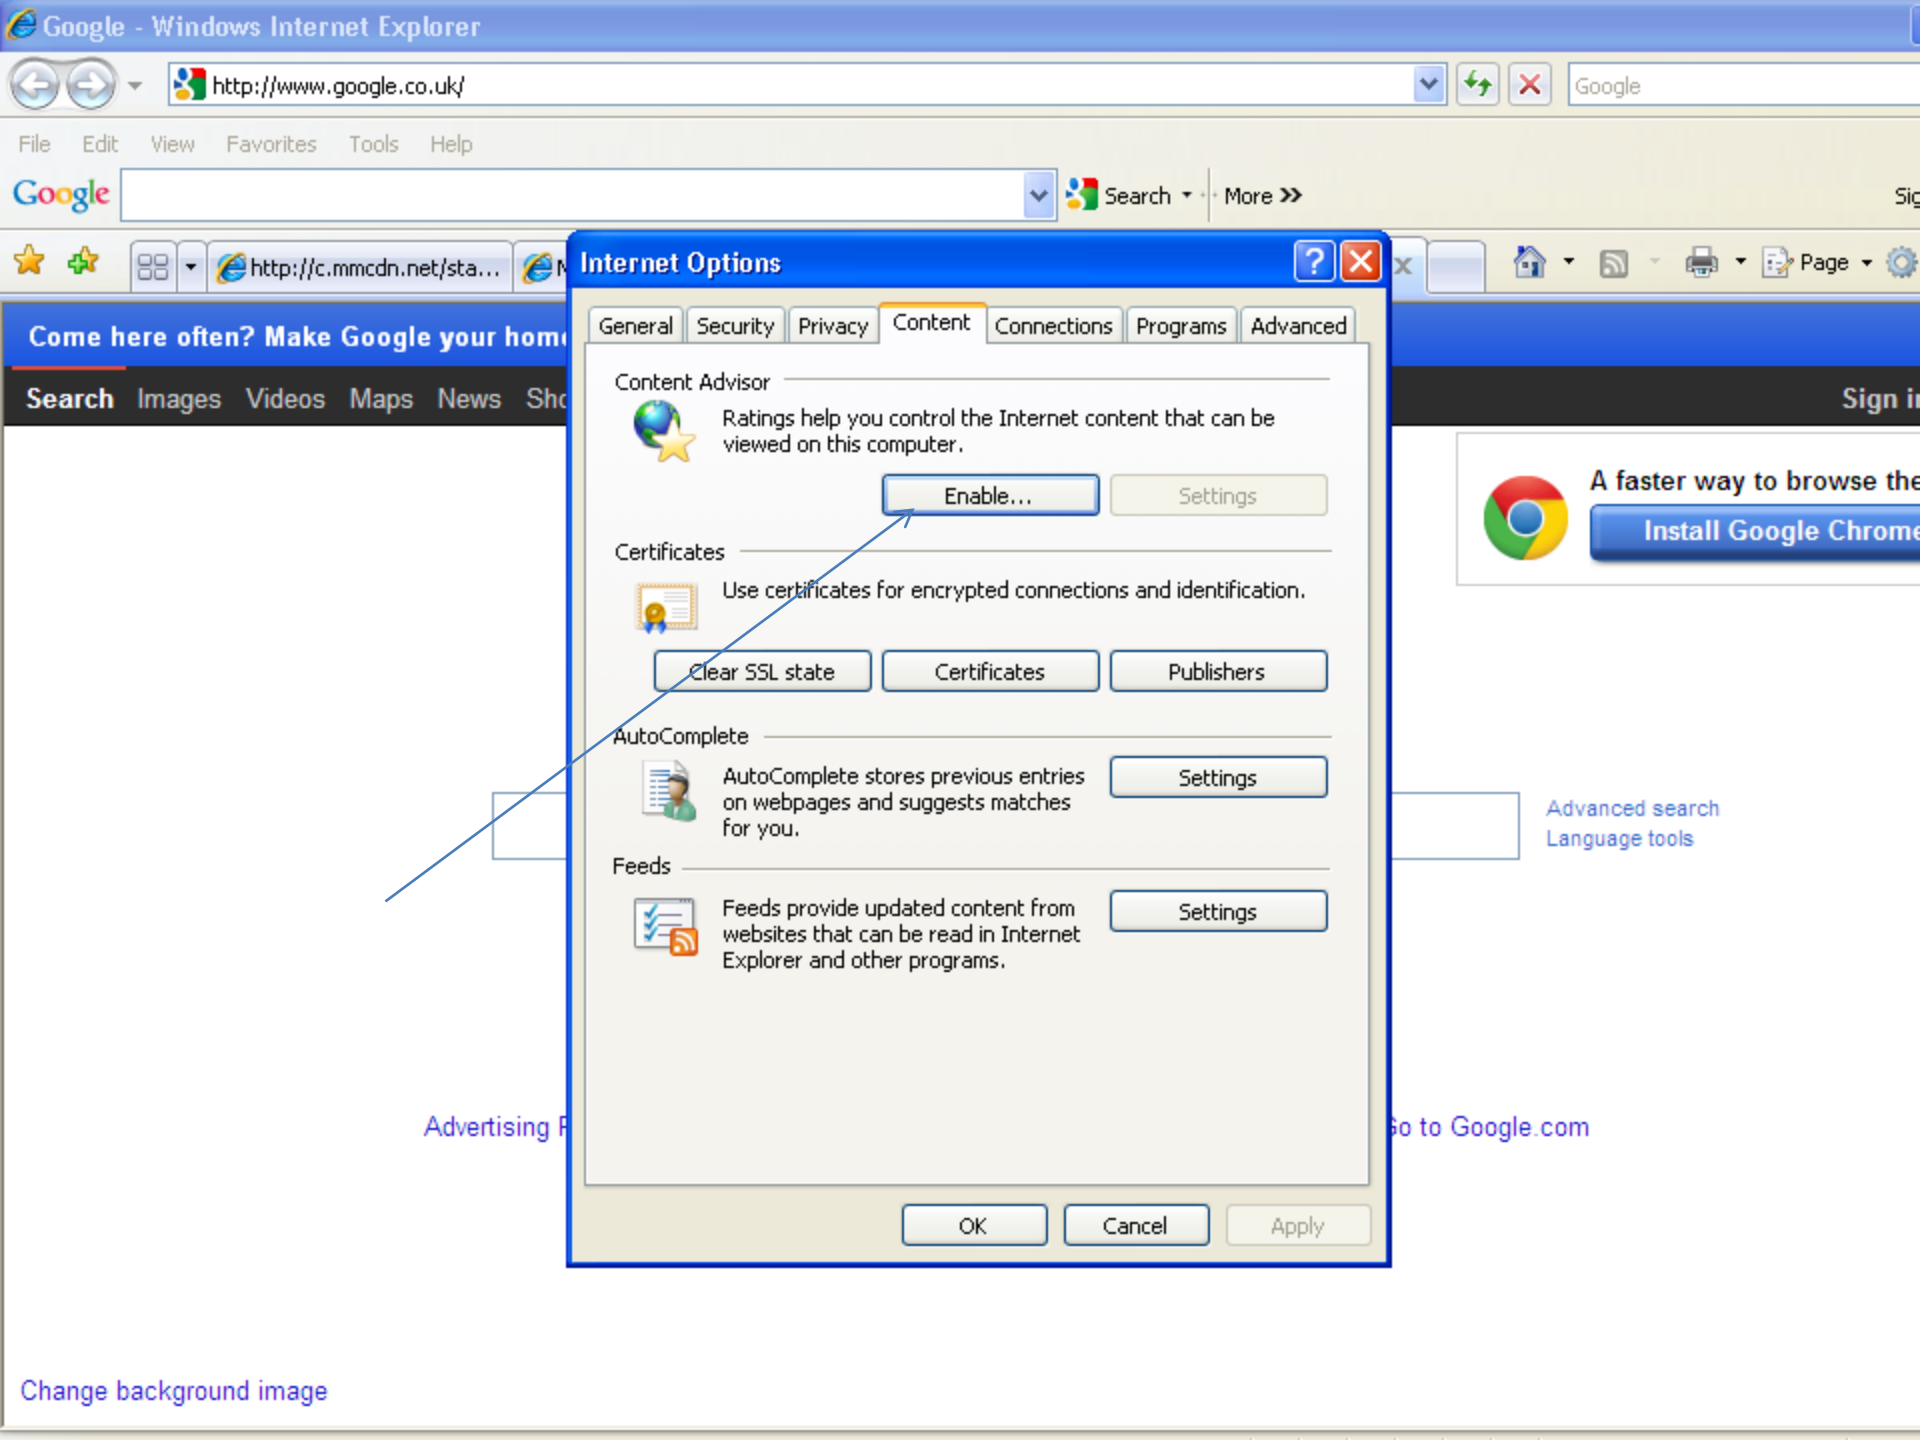 Google - Windows Internet Explorer
http://www.google.co.uk/
Google
File Edit View Favorites Tools Help
Google Search More
http://c.mmcdn.net/sta...
Page
Internet Options
General Security Privacy Content Connections Programs Advanced
Come here often? Make Google your
Search Images Videos Maps News
Sign
Content Advisor
Ratings help you control the Internet content that can be
viewed on this computer.
Enable... Settings
A faster way to browse the
Install Google Chrome
Certificates
Use certificates for encrypted connections and identification.
Clear SSL state Certificates Publishers
AutoComplete
AutoComplete stores previous entries
on webpages and suggests matches
for you.
Settings
Advanced search
Language tools
Feeds
Feeds provide updated content from
websites that can be read in Internet
Explorer and other programs.
Settings
Advertising
Go to Google.com
OK Cancel Apply
Change background image